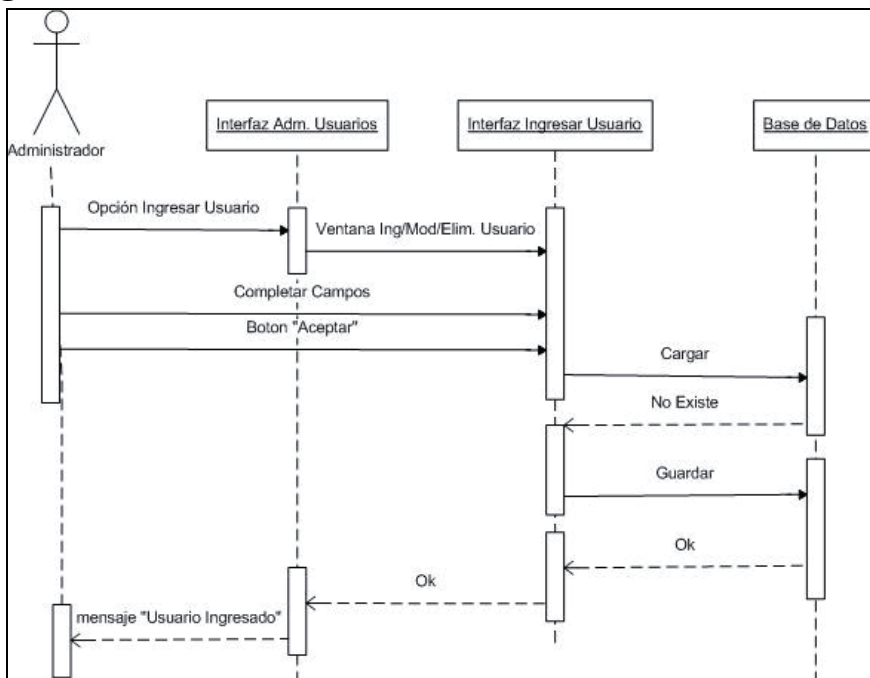 Interfaz Adm. Usuarios
Interfaz Ingresar Usuario
Base de Datos
Administrador
Opción Ingresar Usuario
Ventana Ing/Mod/Elim. Usuario
Completar Campos
Boton "Aceptar"
Cargar
No Existe
Guardar
Ok
Ok
mensaje "Usuario Ingresado"